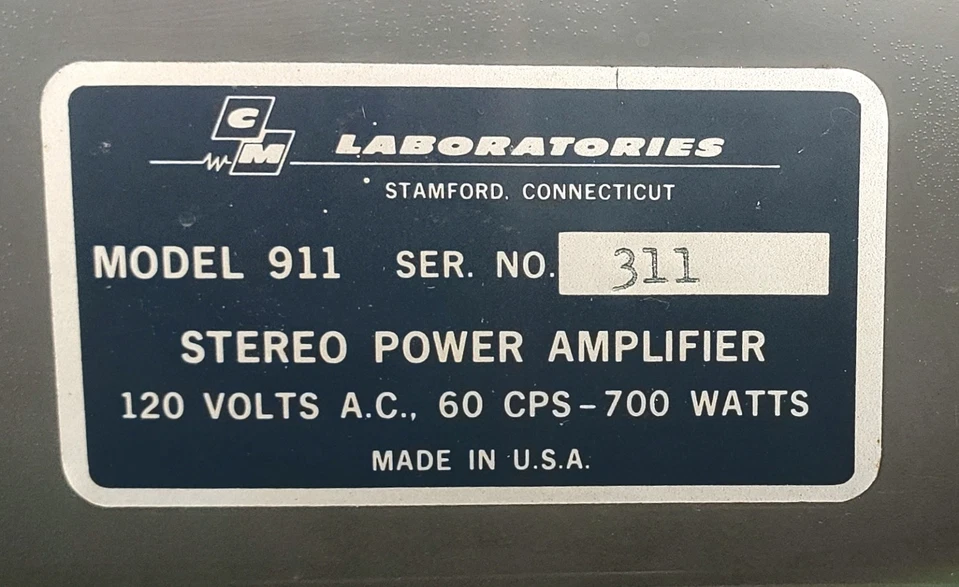 C
M
LABORATORIES
STAMFORD, CONNECTICUT
MODEL 911 SER. NO. 311
STEREO POWER AMPLIFIER
120 VOLTS A.C., 60 CPS-700 WATTS
MADE IN U.S.A.